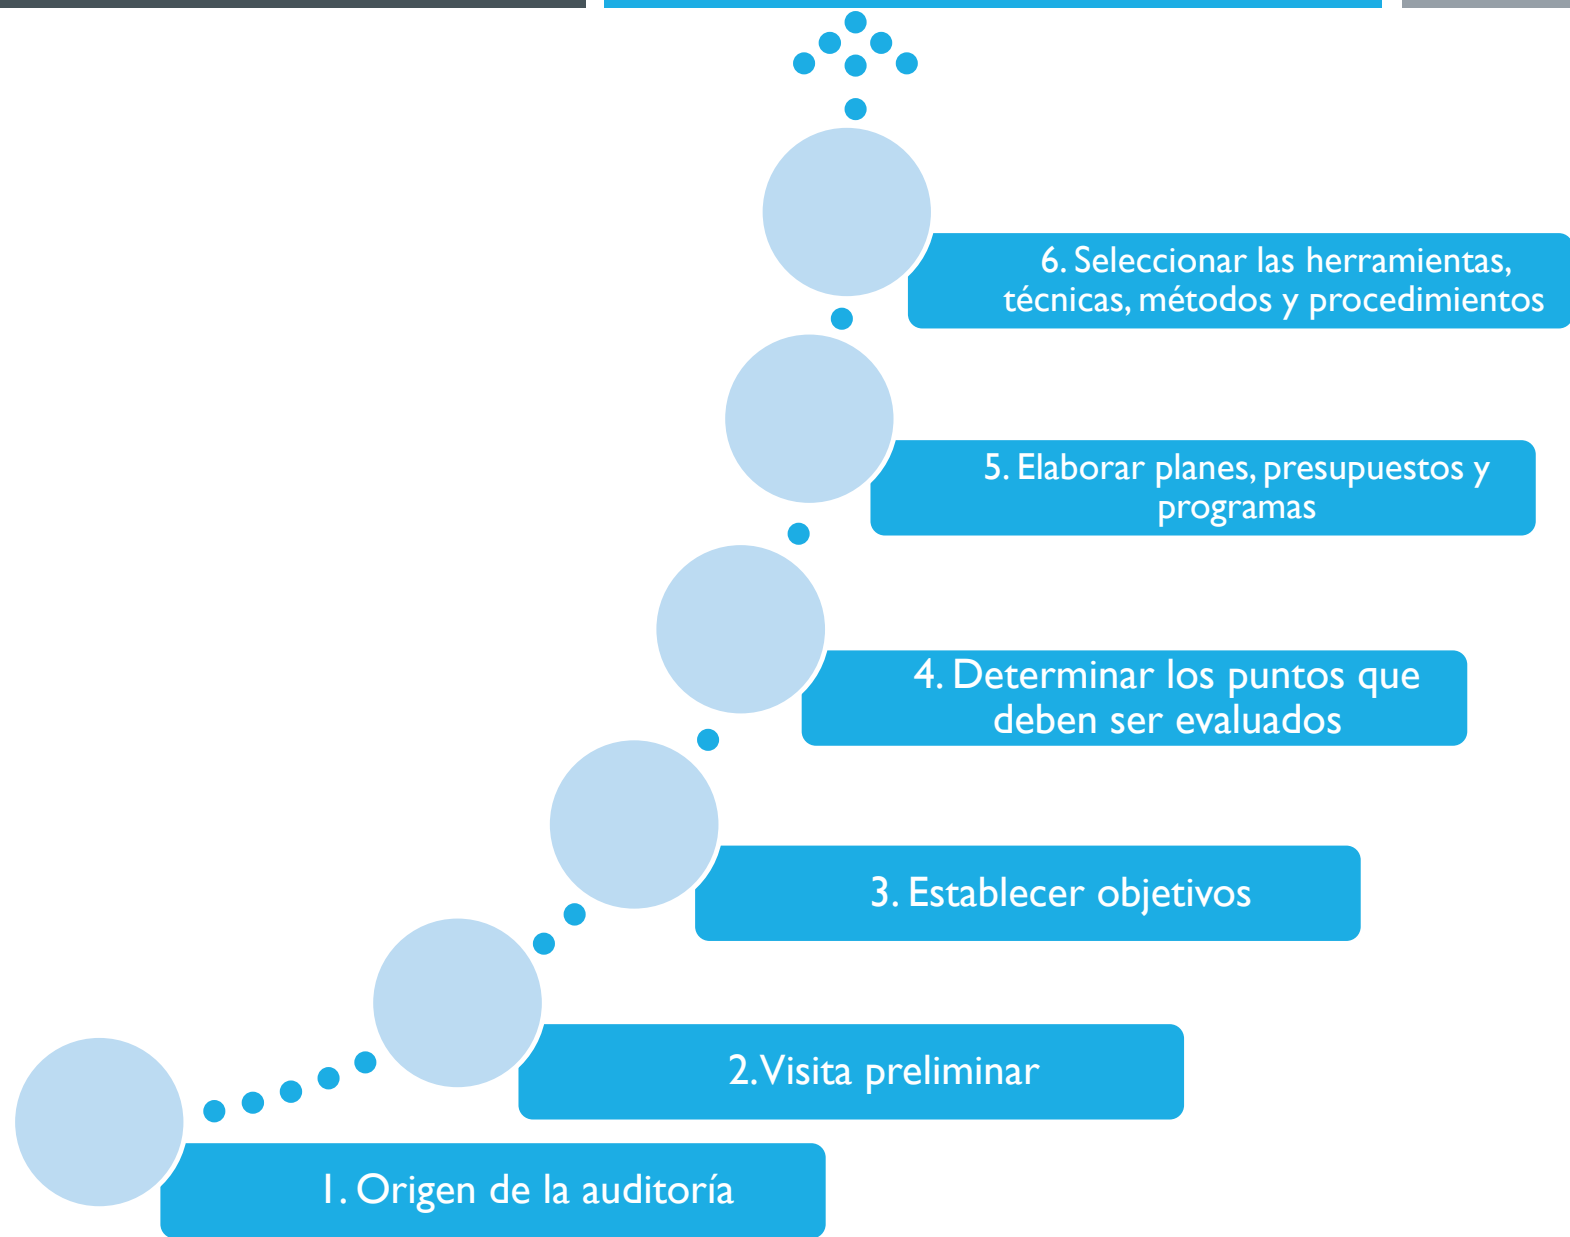 6. Seleccionar las herramientas,
técnicas, métodos y procedimientos
5. Elaborar planes, presupuestos y
programas
4. Determinar los puntos que
deben ser evaluados
3. Establecer objetivos
2. Visita preliminar
1. Origen de la auditoría